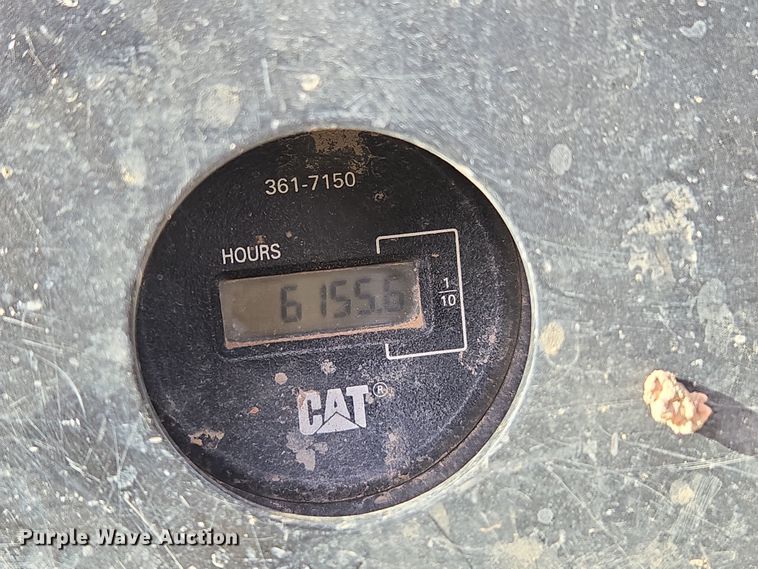 361-7150
HOURS
6155.6
1/10
CAT®
Purple Wave Auction